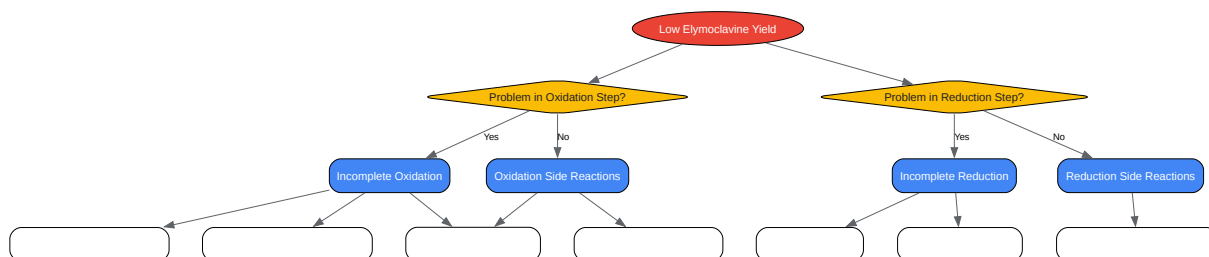 Low Elymoclavine Yield
Problem in Oxidation Step?
Problem in Reduction Step?
Yes
No
Yes
No
Incomplete Oxidation
Oxidation Side Reactions
Incomplete Reduction
Reduction Side Reactions